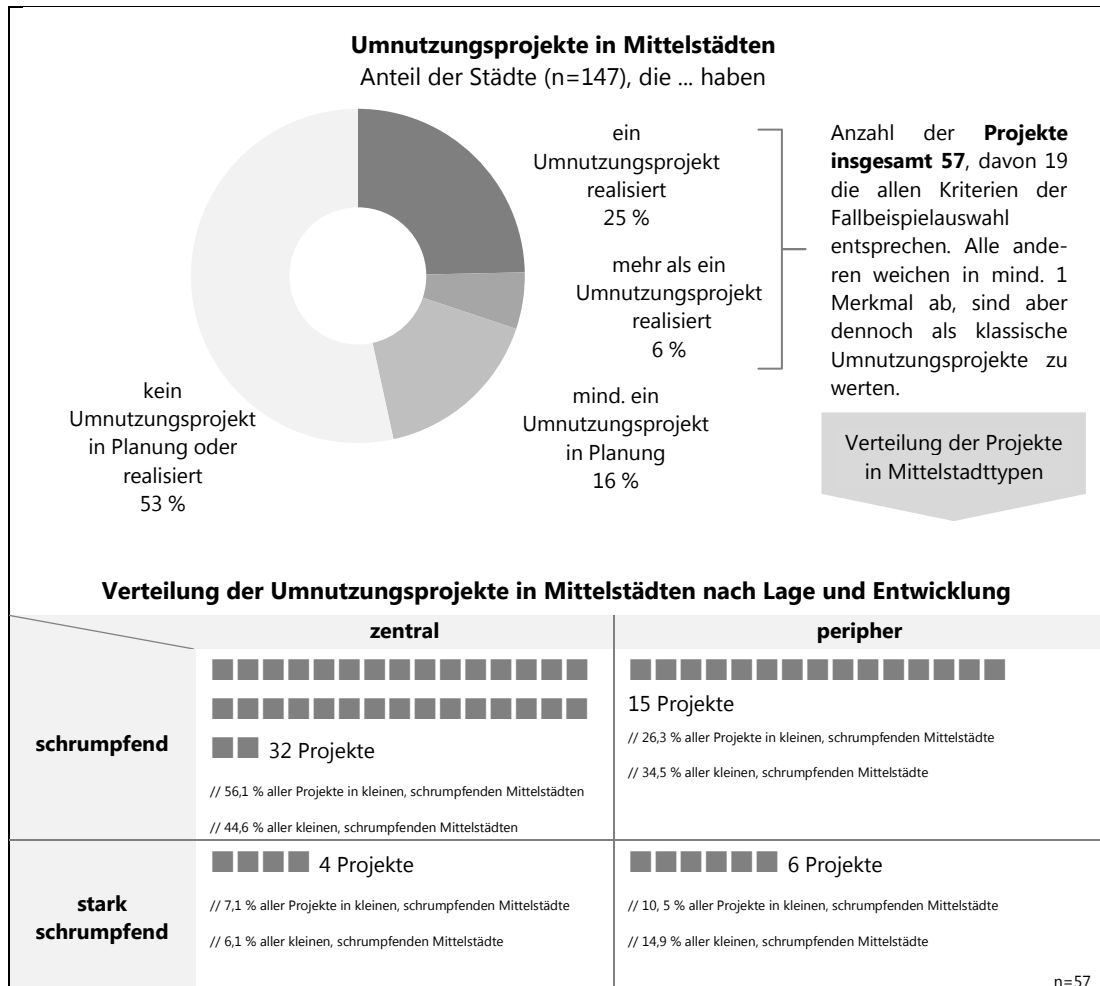 Umnutzungsprojekte in Mittelstädten
Anteil der Städte (n=147), die ... haben
ein
Umnutzungsprojekt
realisiert
25 %
mehr als ein
Umnutzungsprojekt
realisiert
6 %
mind. ein
Umnutzungsprojekt
in Planung
16 %
kein
Umnutzungsprojekt
in Planung oder
realisiert
53 %
Anzahl der Projekte
insgesamt 57, davon 19
die allen Kriterien der
Fallbeispielauswahl
entsprechen. Alle ande-
ren weichen in mind. 1
Merkmal ab, sind aber
dennoch als klassische
Umnutzungsprojekte zu
werten.
Verteilung der Projekte
in Mittelstadttypen
Verteilung der Umnutzungsprojekte in Mittelstädten nach Lage und Entwicklung
zentral
peripher
schrumpfend
32 Projekte
// 56,1 % aller Projekte in kleinen, schrumpfenden Mittelstädten
// 44,6 % aller kleinen, schrumpfenden Mittelstädten
15 Projekte
// 26,3 % aller Projekte in kleinen, schrumpfenden Mittelstädte
// 34,5 % aller kleinen, schrumpfenden Mittelstädte
stark
schrumpfend
4 Projekte
// 7,1 % aller Projekte in kleinen, schrumpfenden Mittelstädte
// 6,1 % aller kleinen, schrumpfenden Mittelstädte
6 Projekte
// 10, 5 % aller Projekte in kleinen, schrumpfenden Mittelstädte
// 14,9 % aller kleinen, schrumpfenden Mittelstädte
n=57